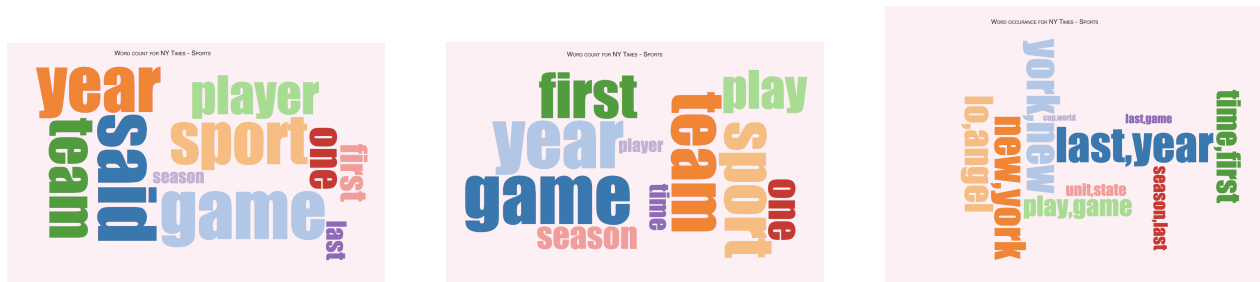 Word count for NY Times - Sports
year
player
team
said
sport
one
first
season
game
last
Word count for NY Times - Sports
first
play
year
team
sport
player
game
time
one
season
Word occurance for NY Times - Sports
york,new
time,first
lo,angel
new,york
cup,world
last,game
last,year
season,last
unit,state
play,game